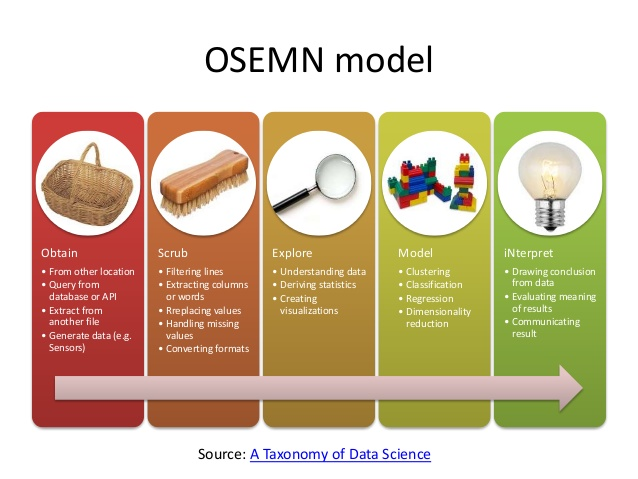 OSEMN model
Obtain
• From other location
• Query from
database or API
• Extract from
another file
• Generate data (e.g.
Sensors)
Scrub
• Filtering lines
• Extracting columns
or words
• Rreplacing values
• Handling missing
values
• Converting formats
Explore
• Understanding data
• Deriving statistics
• Creating
visualizations
Model
• Clustering
• Classification
• Regression
• Dimensionality
reduction
iNterpret
• Drawing conclusion
from data
• Evaluating meaning
of results
• Communicating
result
Source: A Taxonomy of Data Science